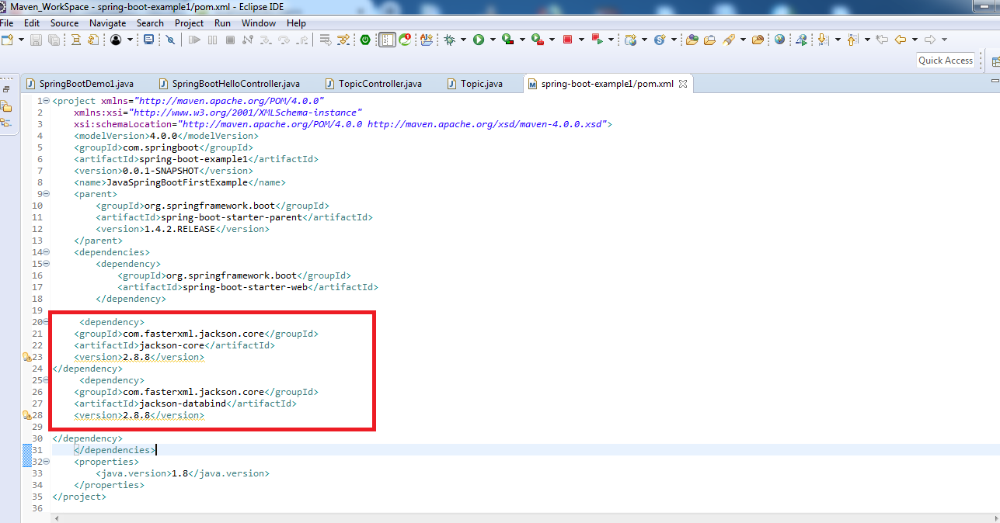 Maven_WorkSpace - spring-boot-example1/pom.xml - Eclipse IDE
File Edit Source Navigate Search Project Run Window Help
Quick Access
SpringBootDemo1.java SpringBootHelloController.java TopicController.java Topic.java spring-boot-example1/pom.xml
1 <project xmlns="http://maven.apache.org/POM/4.0.0"
2 xmlns:xsi="http://www.w3.org/2001/XMLSchema-instance"
3 xsi:schemaLocation="http://maven.apache.org/POM/4.0.0 http://maven.apache.org/xsd/maven-4.0.0.xsd">
4 <modelVersion>4.0.0</modelVersion>
5 <groupId>com.springboot</groupId>
6 <artifactId>spring-boot-example1</artifactId>
7 <version>0.0.1-SNAPSHOT</version>
8 <name>JavaSpringBootFirstExample</name>
9 <parent>
10 <groupId>org.springframework.boot</groupId>
11 <artifactId>spring-boot-starter-parent</artifactId>
12 <version>1.4.2.RELEASE</version>
13 </parent>
14 <dependencies>
15 <dependency>
16 <groupId>org.springframework.boot</groupId>
17 <artifactId>spring-boot-starter-web</artifactId>
18 </dependency>
19
20 <dependency>
21 <groupId>com.fasterxml.jackson.core</groupId>
22 <artifactId>jackson-core</artifactId>
23 <version>2.8.8</version>
24 </dependency>
25 <dependency>
26 <groupId>com.fasterxml.jackson.core</groupId>
27 <artifactId>jackson-databind</artifactId>
28 <version>2.8.8</version>
29
30 </dependency>
31 </dependencies>
32 <properties>
33 <java.version>1.8</java.version>
34 </properties>
35 </project>
36